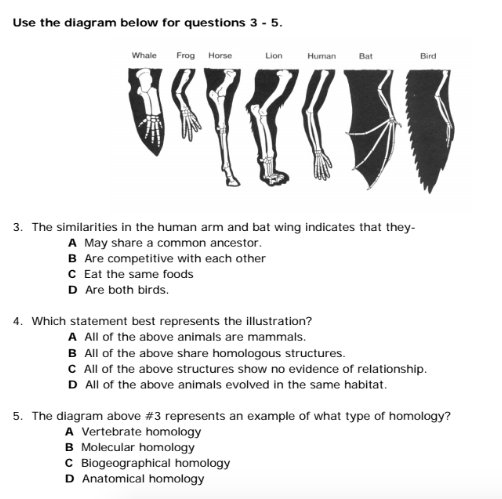 Use the diagram below for questions 3 - 5.
Whale Frog Horse Lion Human Bat Bird
3. The similarities in the human arm and bat wing indicates that they-
A May share a common ancestor.
B Are competitive with each other
C Eat the same foods
D Are both birds.
4. Which statement best represents the illustration?
A All of the above animals are mammals.
B All of the above share homologous structures.
C All of the above structures show no evidence of relationship.
D All of the above animals evolved in the same habitat.
5. The diagram above #3 represents an example of what type of homology?
A Vertebrate homology
B Molecular homology
C Biogeographical homology
D Anatomical homology